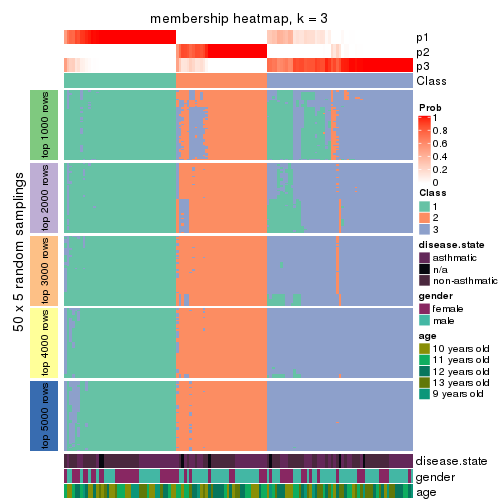 membership heatmap, k = 3
p1
p2
p3
Class
50 x 5 random samplings
top 1000 rows
top 2000 rows
top 3000 rows
top 4000 rows
top 5000 rows
disease.state
gender
age
Prob
1
0.8
0.6
0.4
0.2
0
Class
1
2
3
disease.state
asthmatic
n/a
non-asthmatic
gender
female
male
age
10 years old
11 years old
12 years old
13 years old
9 years old